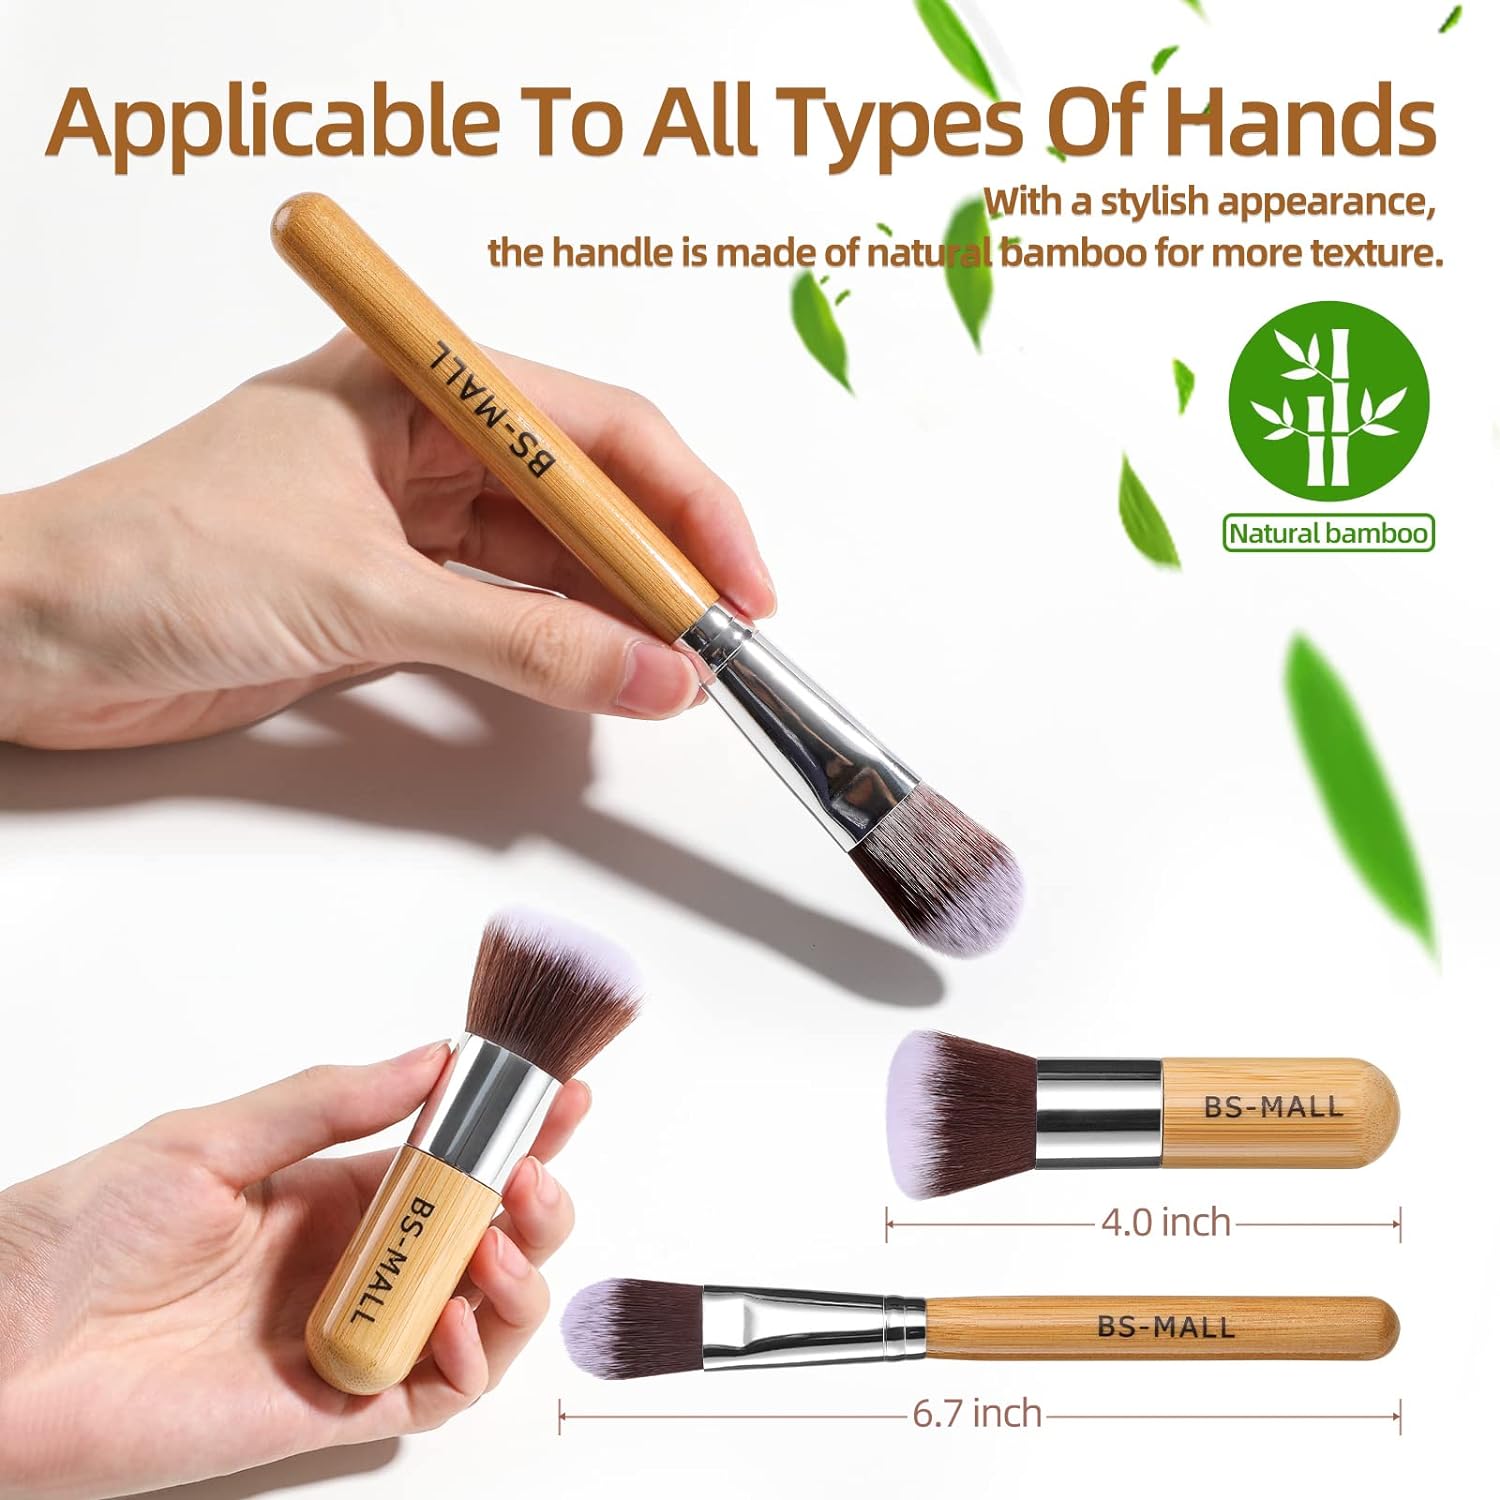 Applicable To All Types Of Hands
With a stylish appearance,
the handle is made of natural bamboo for more texture.
BS-MALL
Natural bamboo
BS-MALL
BS-MALL
4.0 inch
BS-MALL
6.7 inch